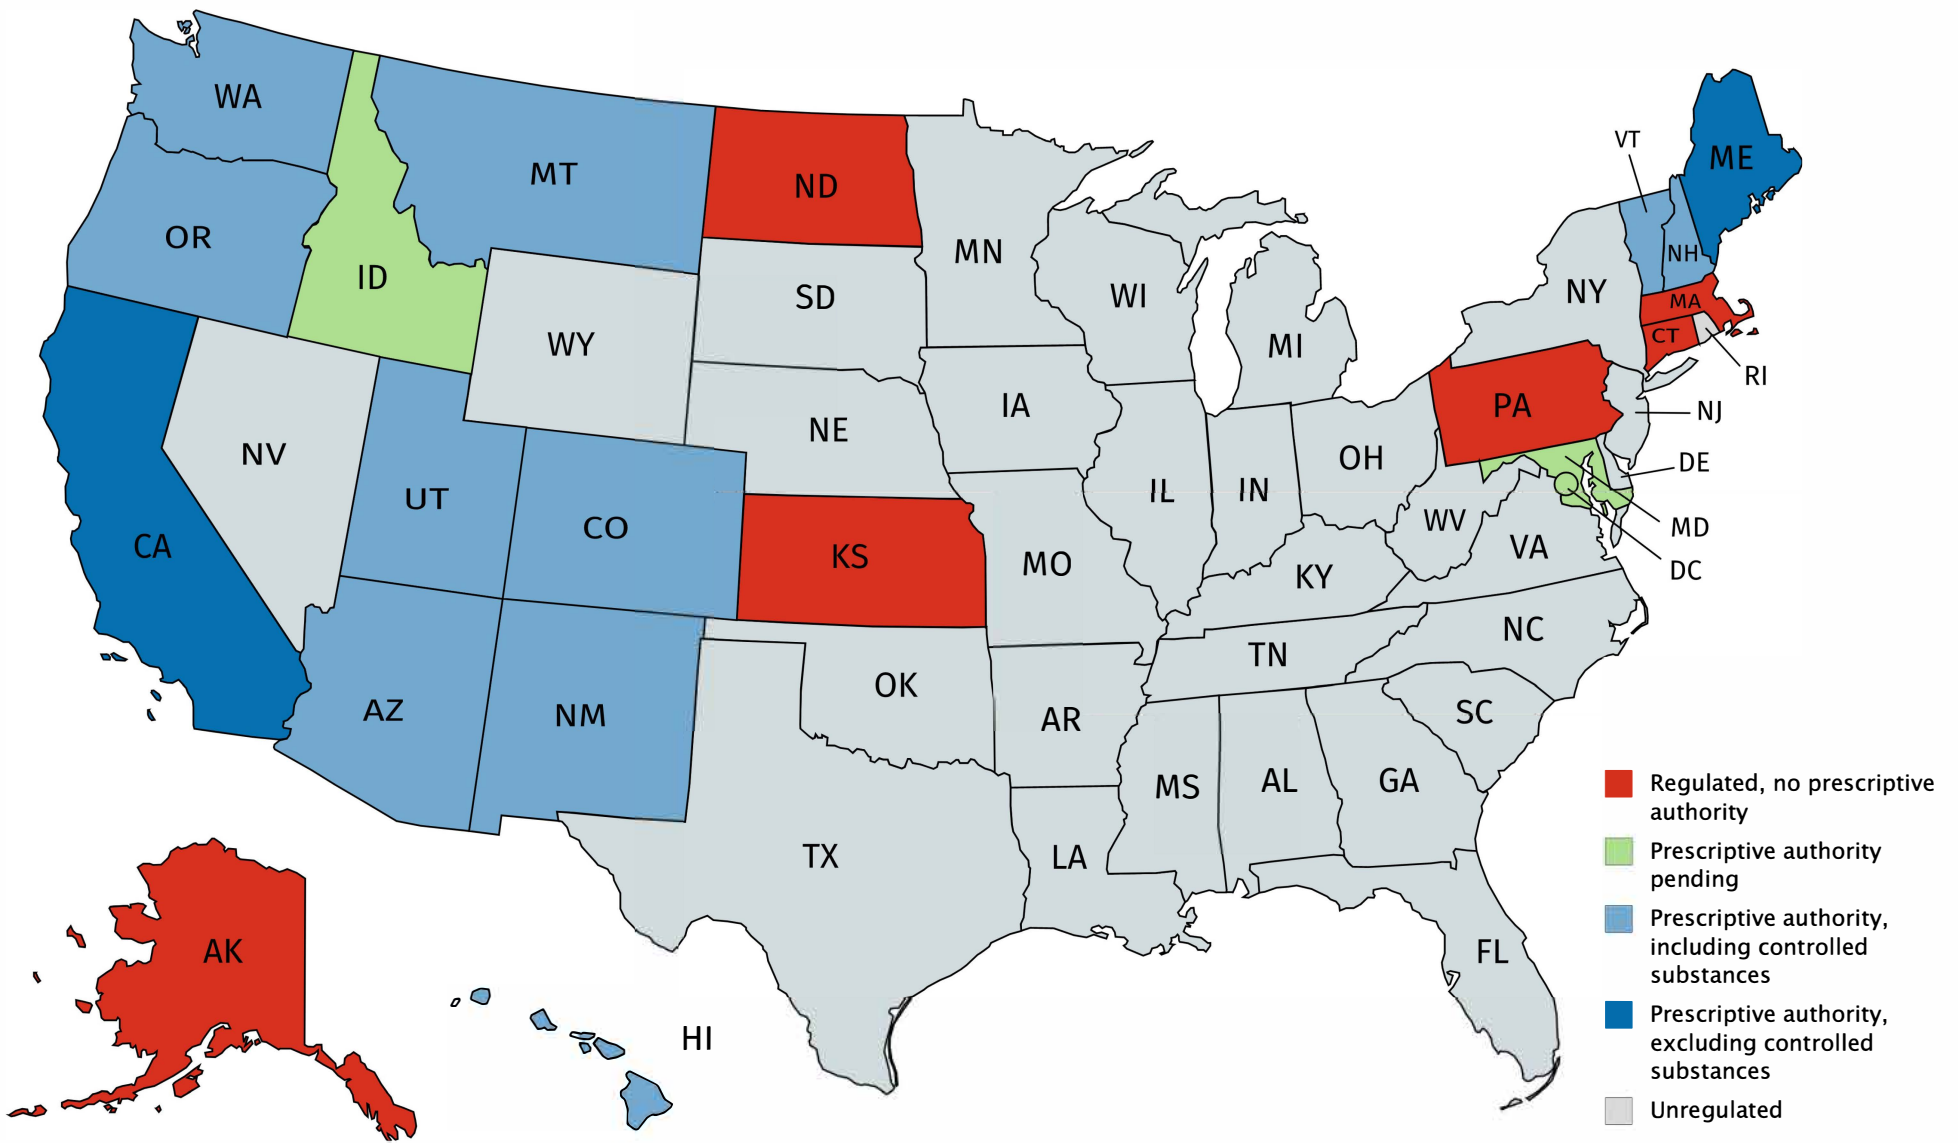 WA
MT
ND
OR
ID
MN
SD
WY
WI
MI
VT
ME
NH
NY
MA
CT
RI
PA
NJ
NV
UT
CO
NE
IA
IL
IN
OH
DE
MD
DC
WV
VA
CA
KS
MO
KY
NC
AZ
NM
OK
AR
TN
SC
TX
LA
MS
AL
GA
FL
AK
HI
Regulated, no prescriptive
authority
Prescriptive authority
pending
Prescriptive authority,
including controlled
substances
Prescriptive authority,
excluding controlled
substances
Unregulated